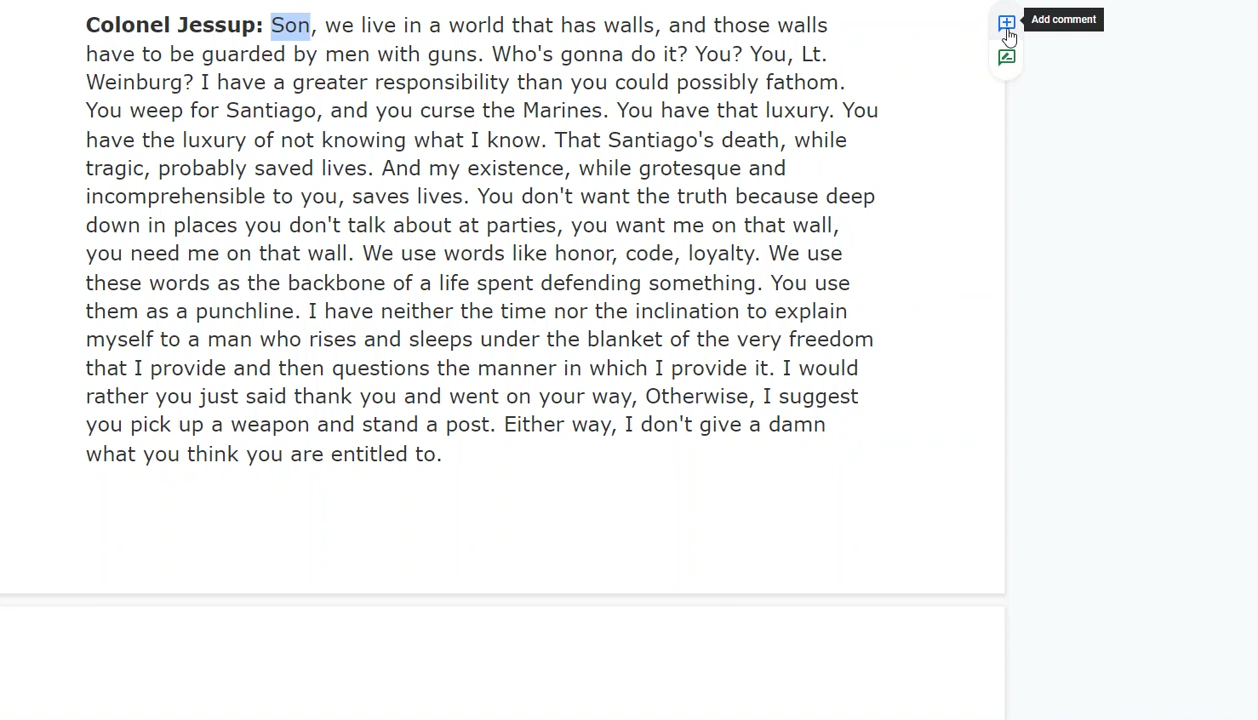 Colonel Jessup: Son, we live in a world that has walls, and those walls
have to be guarded by men with guns. Who's gonna do it? You? You, Lt.
Weinburg? I have a greater responsibility than you could possibly fathom.
You weep for Santiago, and you curse the Marines. You have that luxury. You
have the luxury of not knowing what I know. That Santiago's death, while
tragic, probably saved lives. And my existence, while grotesque and
incomprehensible to you, saves lives. You don't want the truth because deep
down in places you don't talk about at parties, you want me on that wall,
you need me on that wall. We use words like honor, code, loyalty. We use
these words as the backbone of a life spent defending something. You use
them as a punchline. I have neither the time nor the inclination to explain
myself to a man who rises and sleeps under the blanket of the very freedom
that I provide and then questions the manner in which I provide it. I would
rather you just said thank you and went on your way, Otherwise, I suggest
you pick up a weapon and stand a post. Either way, I don't give a damn
what you think you are entitled to.
Add comment